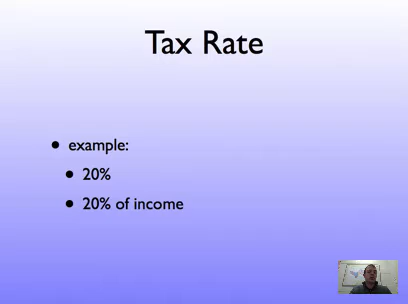 Tax Rate
• example:
• 20%
• 20% of income